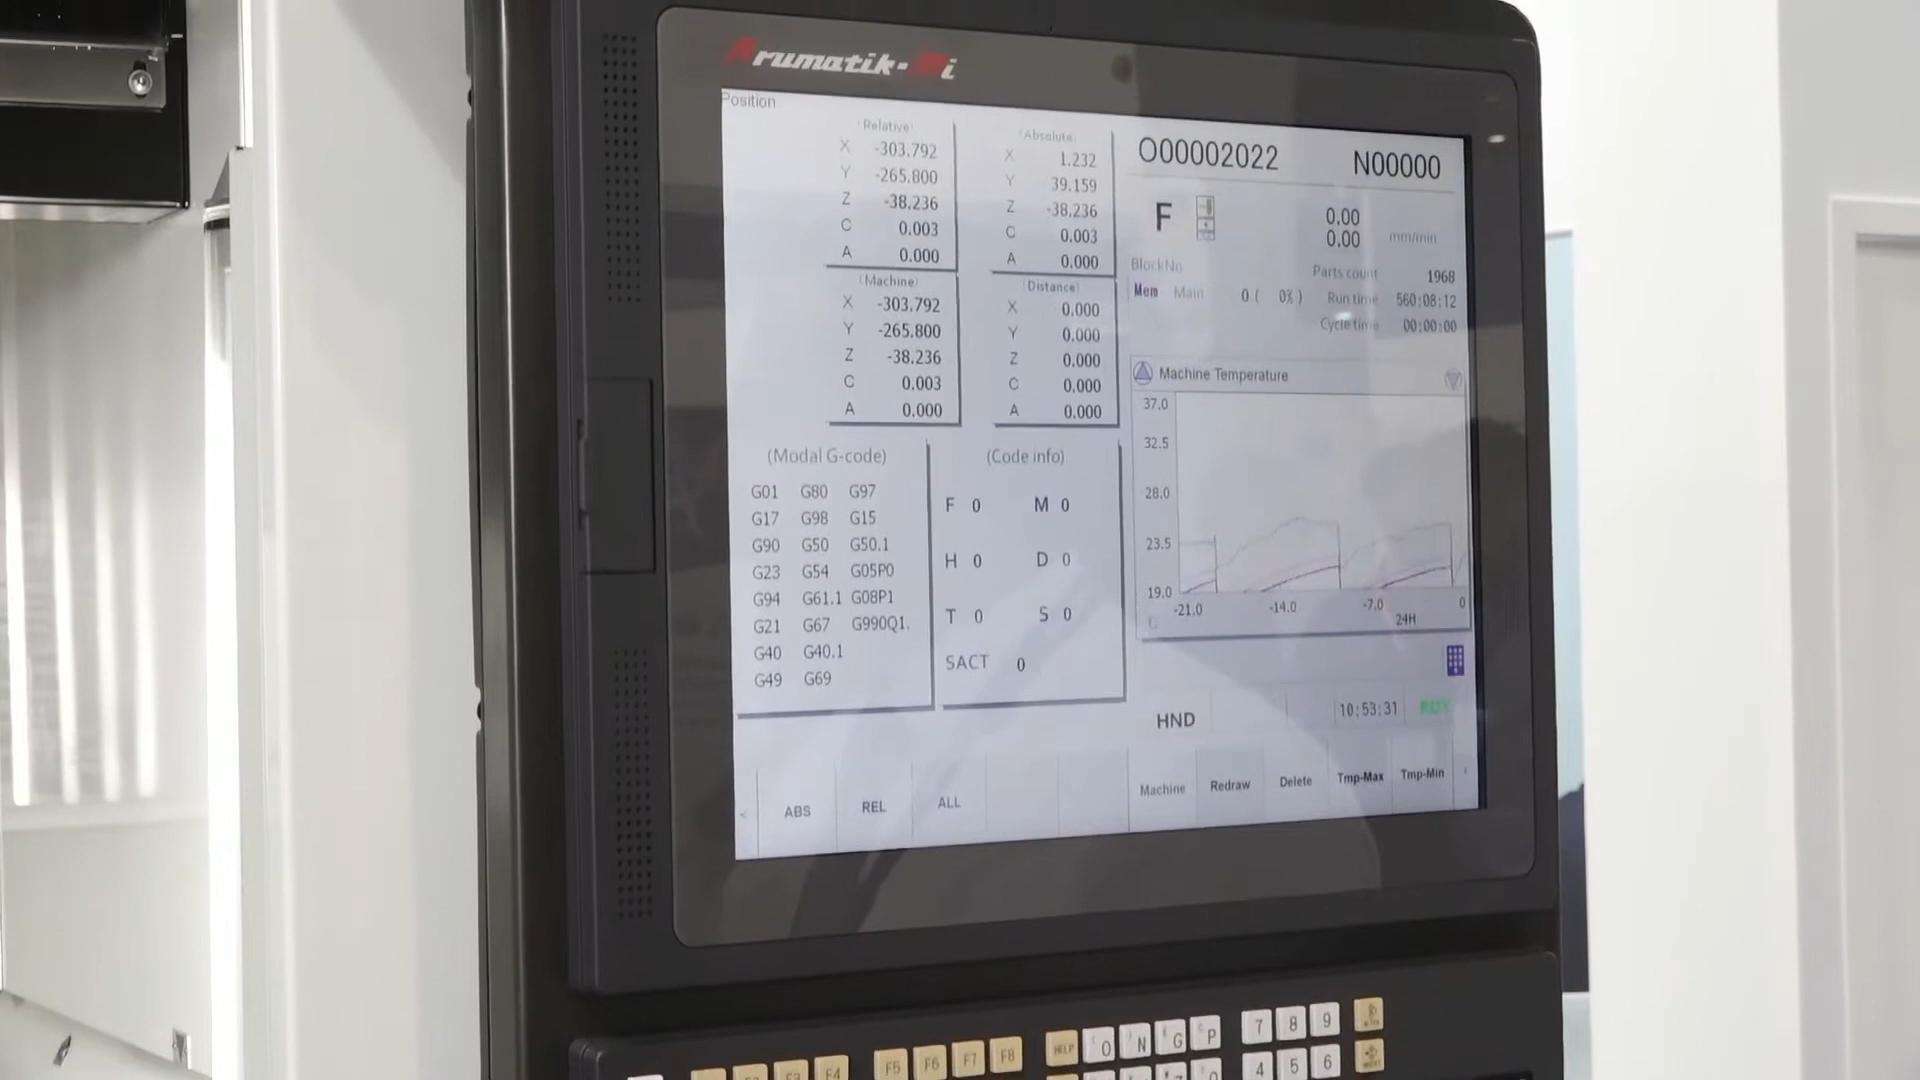 Arumatik-Mi
Position
(Relative)
X -303.792
Y -265.800
Z -38.236
C 0.003
A 0.000
(Absolute)
X 1.232
Y 39.159
Z -38.236
C 0.003
A 0.000
(Machine)
X -303.792
Y -265.800
Z -38.236
C 0.003
A 0.000
(Distance)
X 0.000
Y 0.000
Z 0.000
C 0.000
A 0.000
O00002022 N00000
F 0.00
0.00 mm/min
BlockNo
Mem Main 0 ( 0% )
Parts count 1968
Run time 560:08:12
Cycle time 00:00:00
Machine Temperature
37.0
32.5
28.0
23.5
19.0
-21.0 -14.0 -7.0 0
C 24H
(Modal G-code)
G01 G80 G97
G17 G98 G15
G90 G50 G50.1
G23 G54 G05P0
G94 G61.1 G08P1
G21 G67 G990Q1.
G40 G40.1
G49 G69
(Code info)
F 0 M 0
H 0 D 0
T 0 S 0
SACT 0
HND 10:53:31 RDY
< ABS REL ALL Machine Redraw Delete Tmp-Max Tmp-Min
F2 F3 F4 F5 F6 F7 F8 HELP O N G P 7 8 9
4 5 6